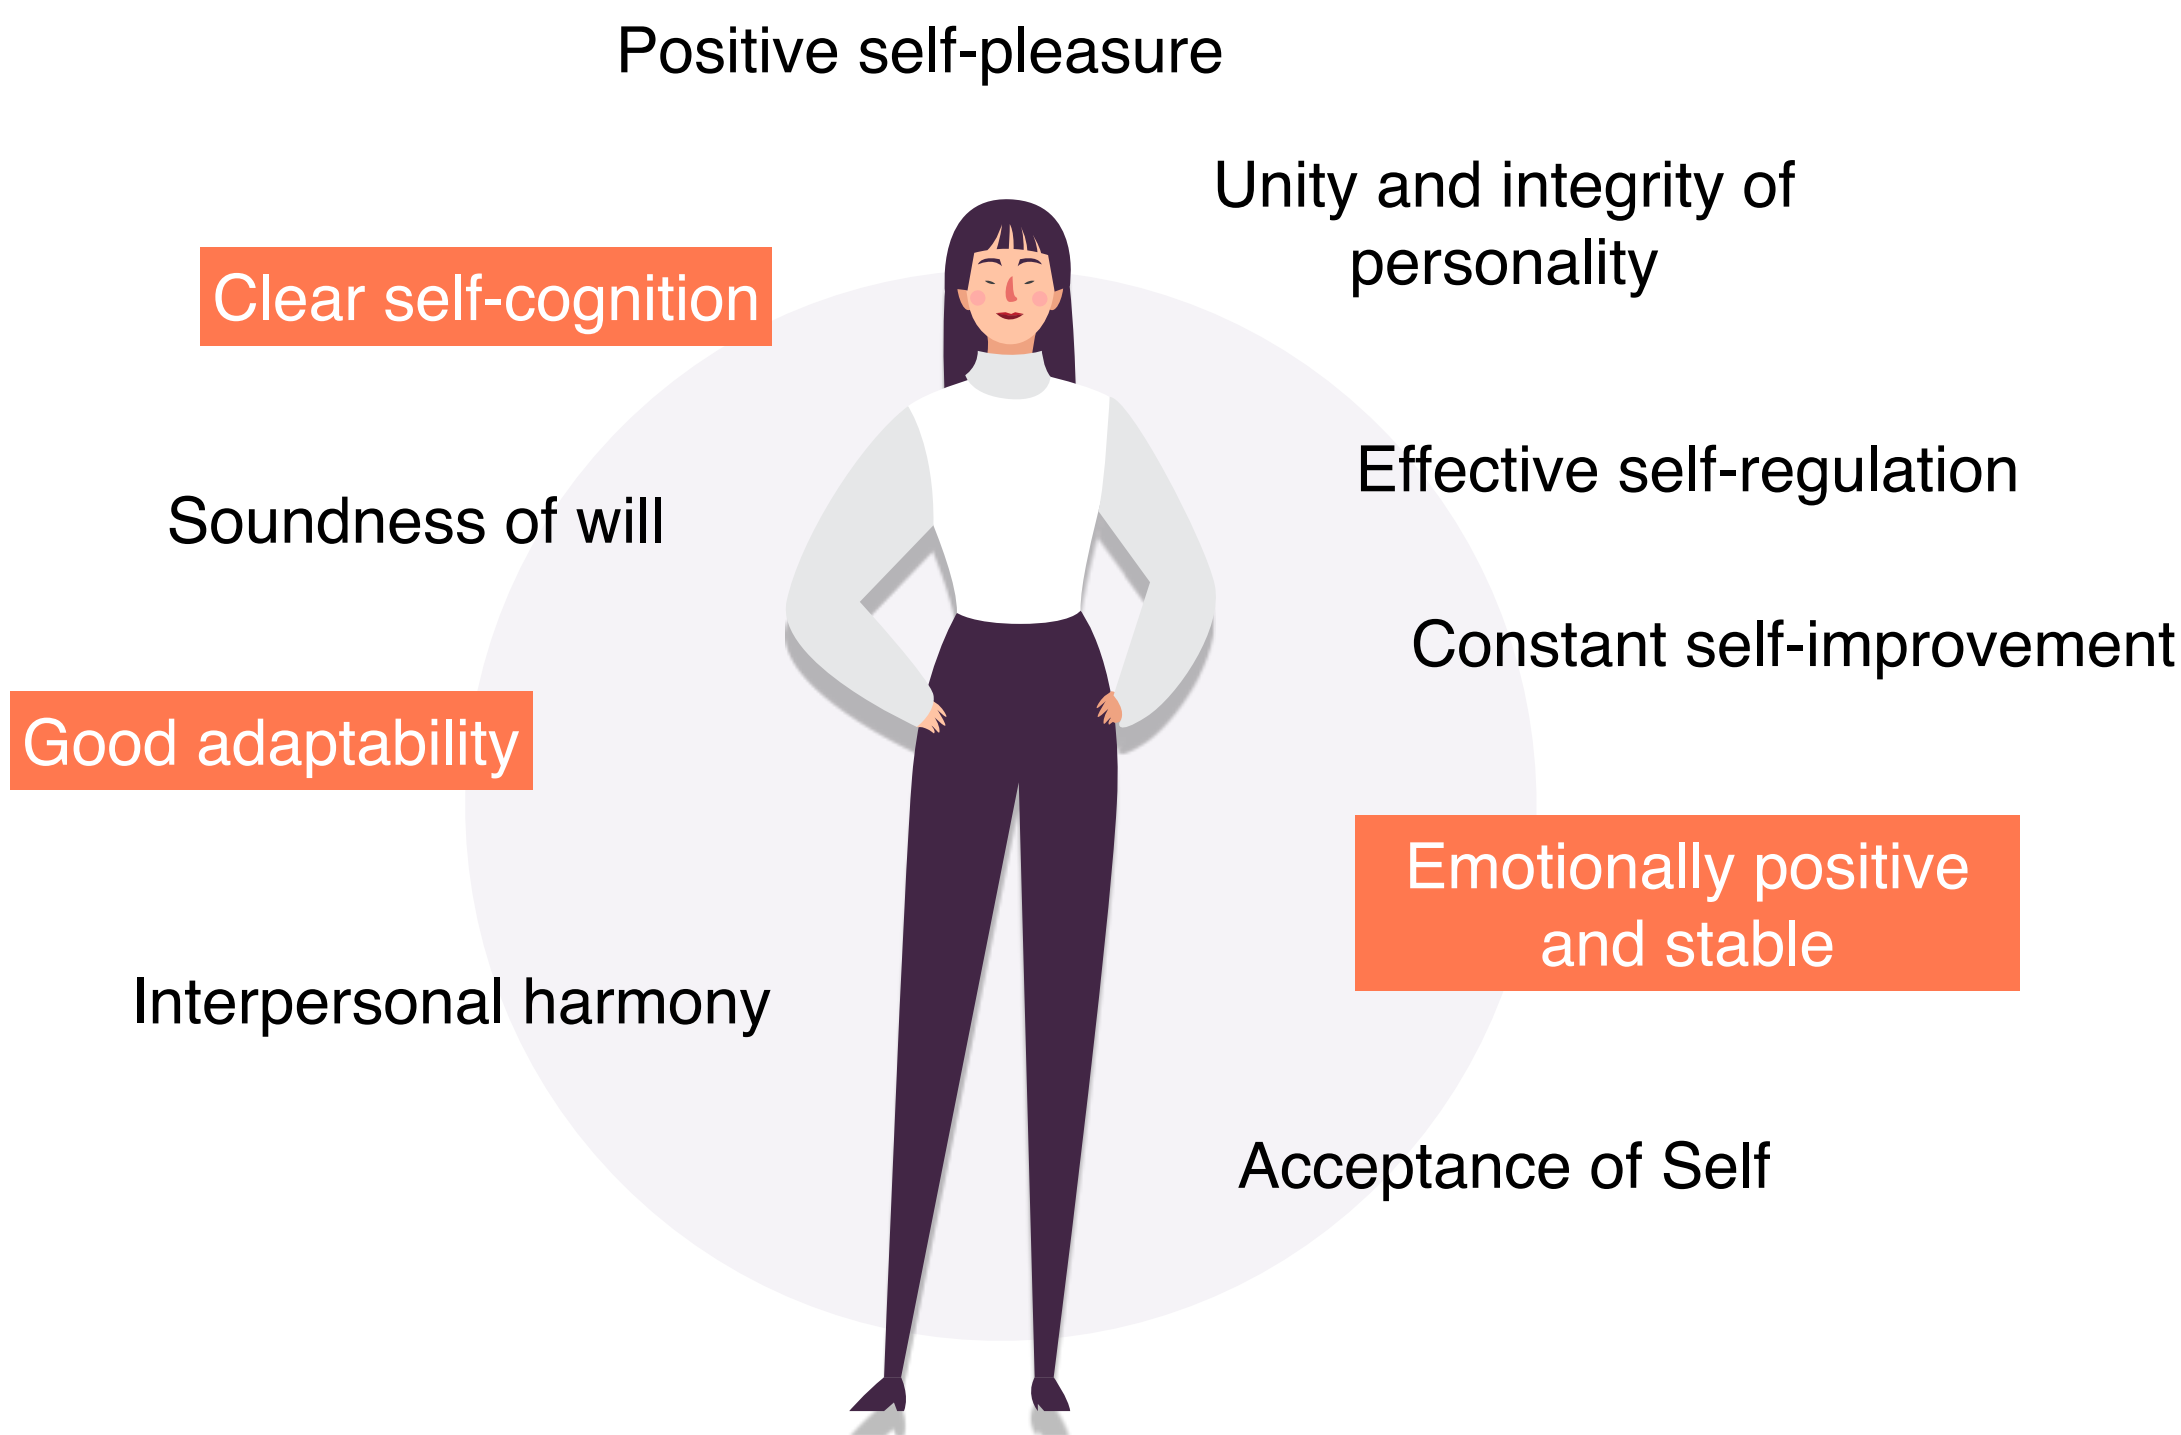 Positive self-pleasure
Unity and integrity of
personality
Clear self-cognition
Effective self-regulation
Soundness of will
Constant self-improvement
Good adaptability
Emotionally positive
and stable
Interpersonal harmony
Acceptance of Self